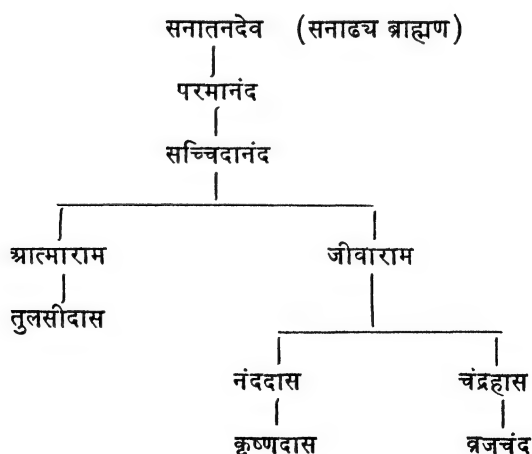 सनातनदेव (सनाढ्य ब्राह्मण)
परमानंद
सच्चिदानंद
आत्माराम जीवाराम
तुलसीदास
नंददास चंद्रहास
कृष्णदास व्रजचंद